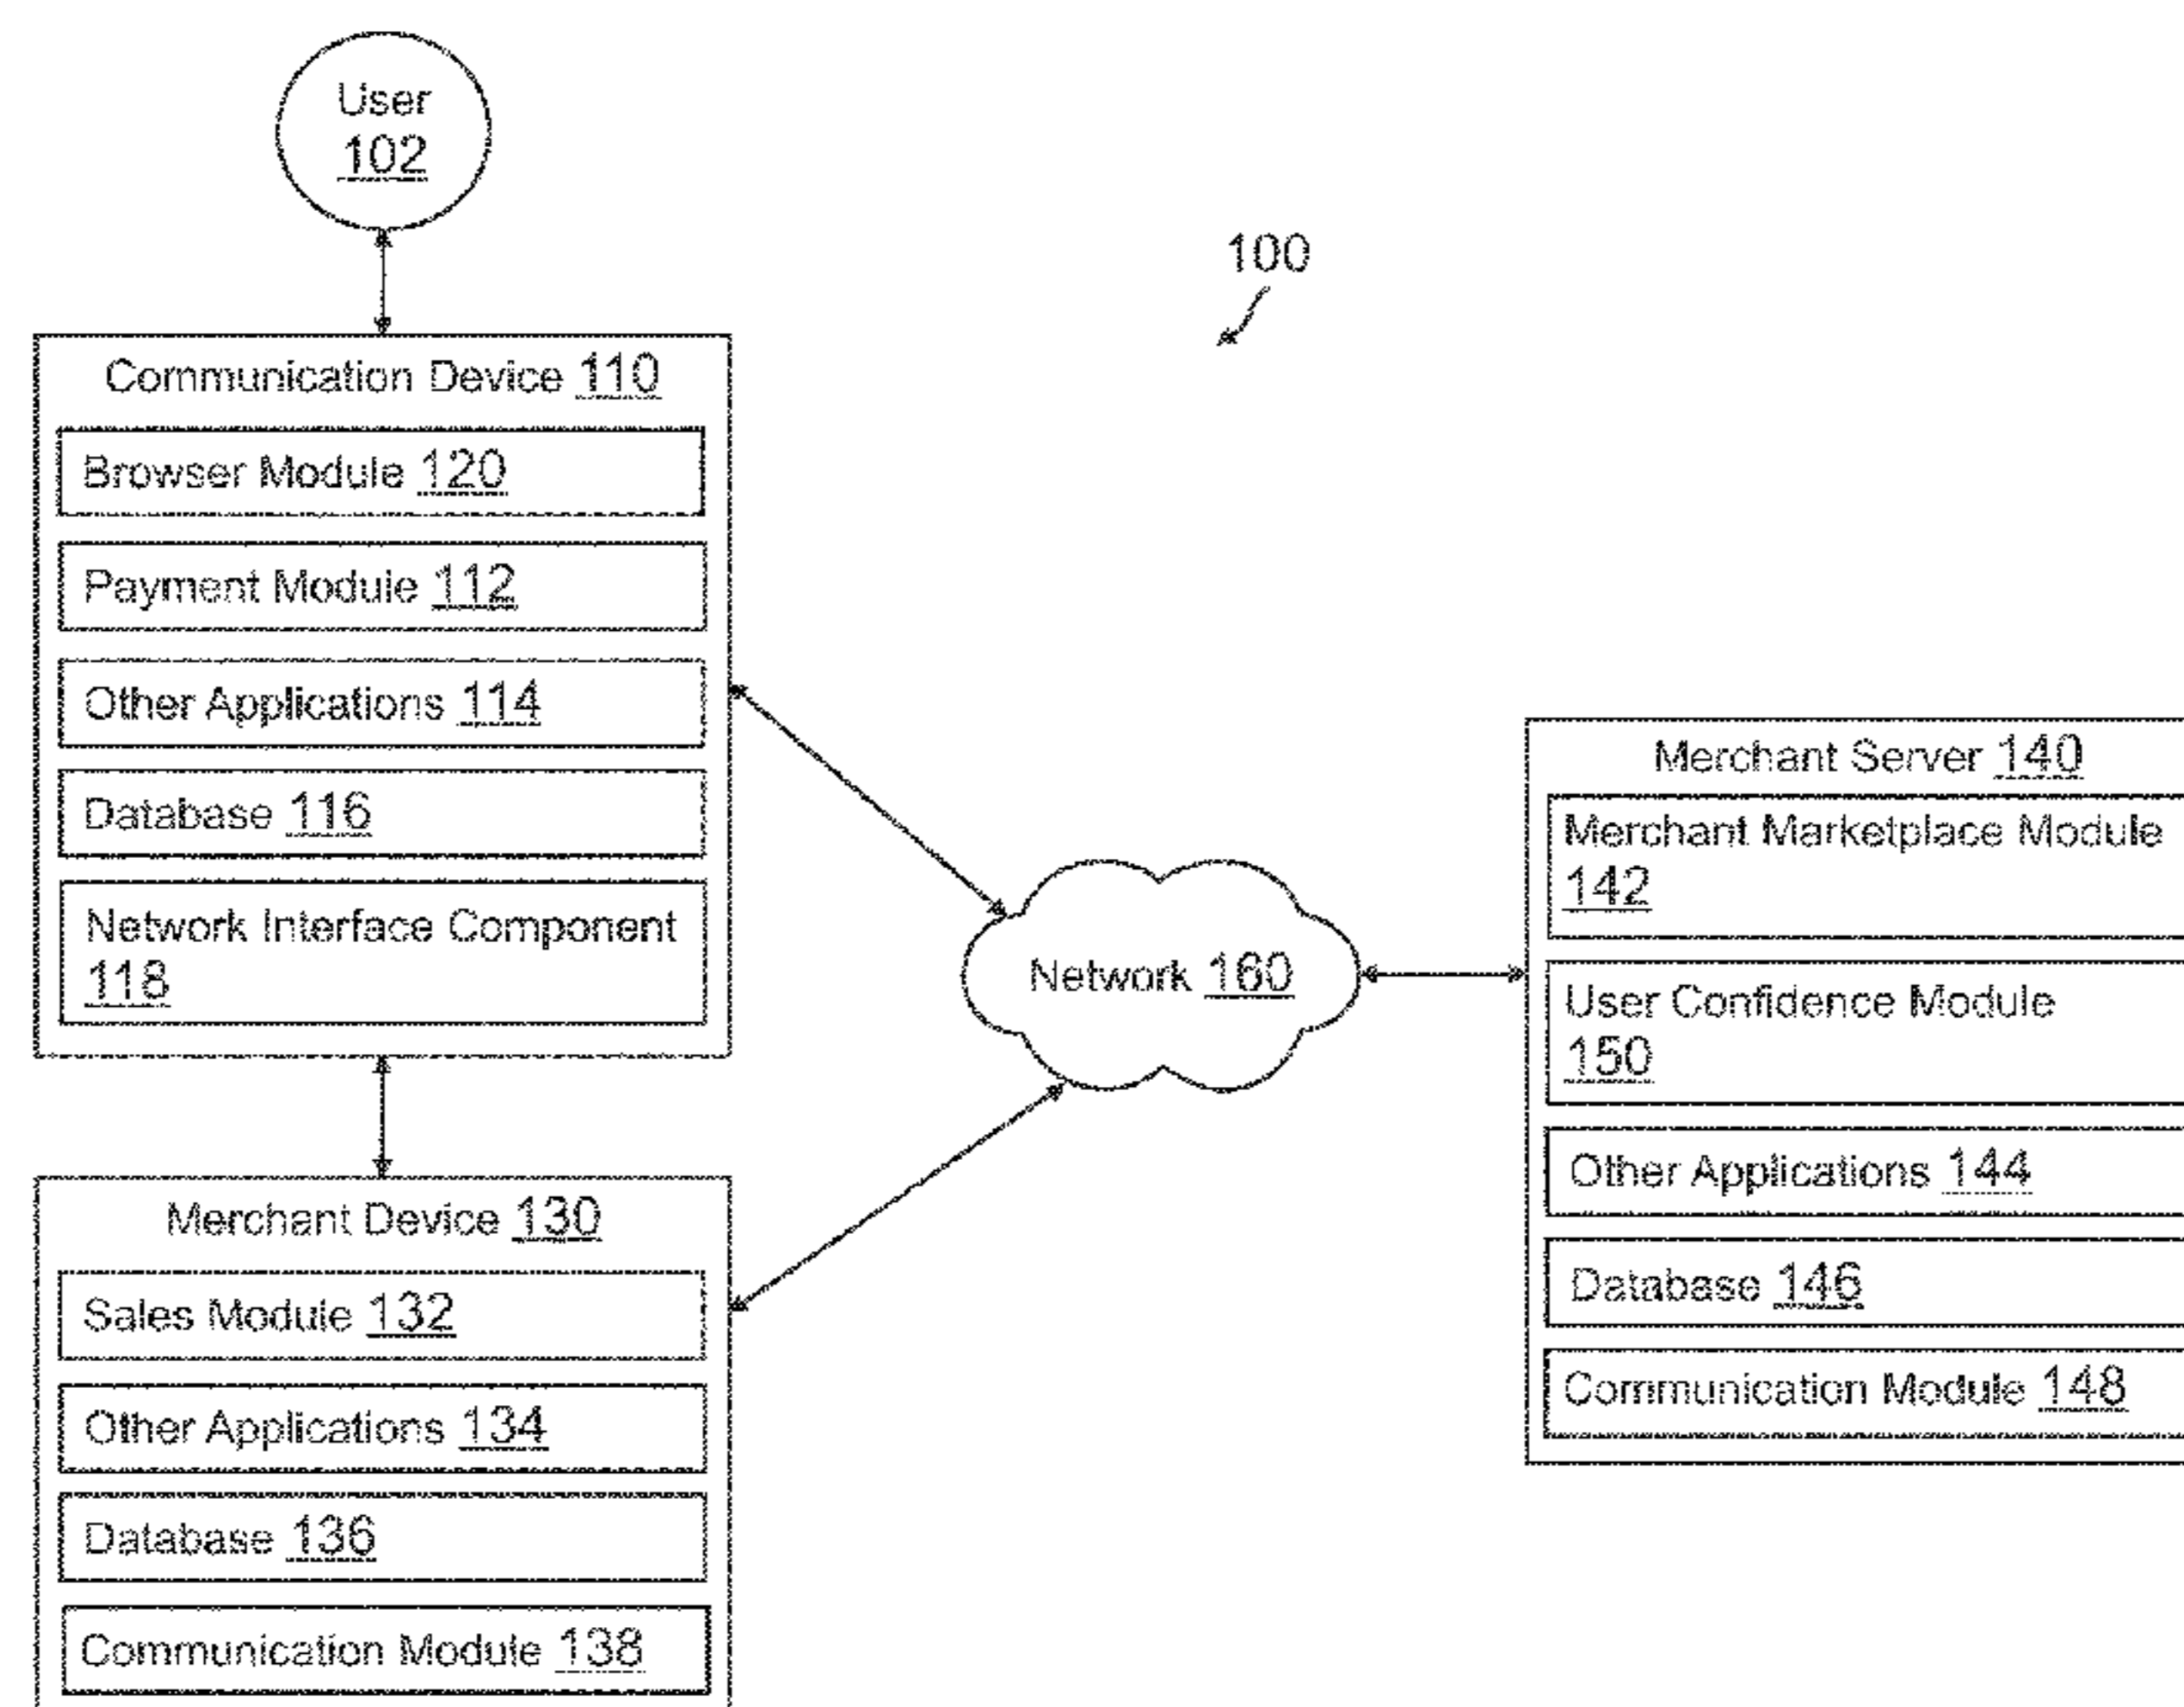 User
102
100
Communication Device 110
Browser Module 120
Payment Module 112
Other Applications 114
Database 116
Network Interface Component
118
Merchant Device 130
Sales Module 132
Other Applications 134
Database 136
Communication Module 138
Network 160
Merchant Server 140
Merchant Marketplace Module
142
User Confidence Module
150
Other Applications 144
Database 146
Communication Module 148